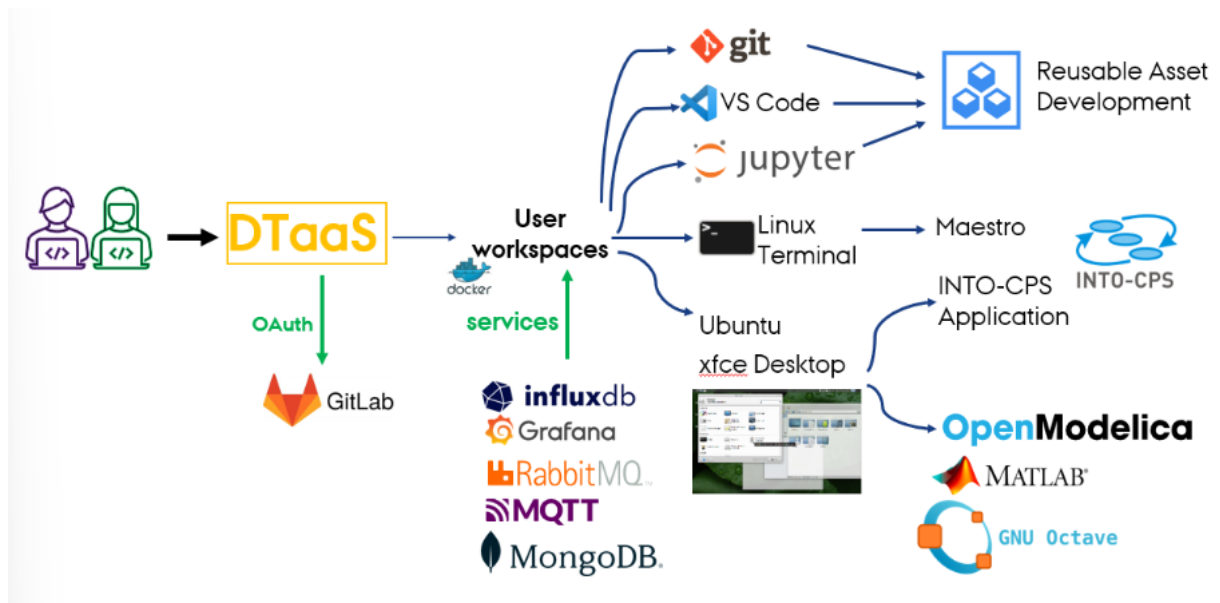 git
VS Code
jupyter
Reusable Asset
Development
DTaaS
User
workspaces
docker
Linux
Terminal
Maestro
INTO-CPS
INTO-CPS
Application
OAuth
GitLab
services
Ubuntu
xfce Desktop
influxdb
Grafana
RabbitMQ
MQTT
MongoDB
OpenModelica
MATLAB
GNU Octave